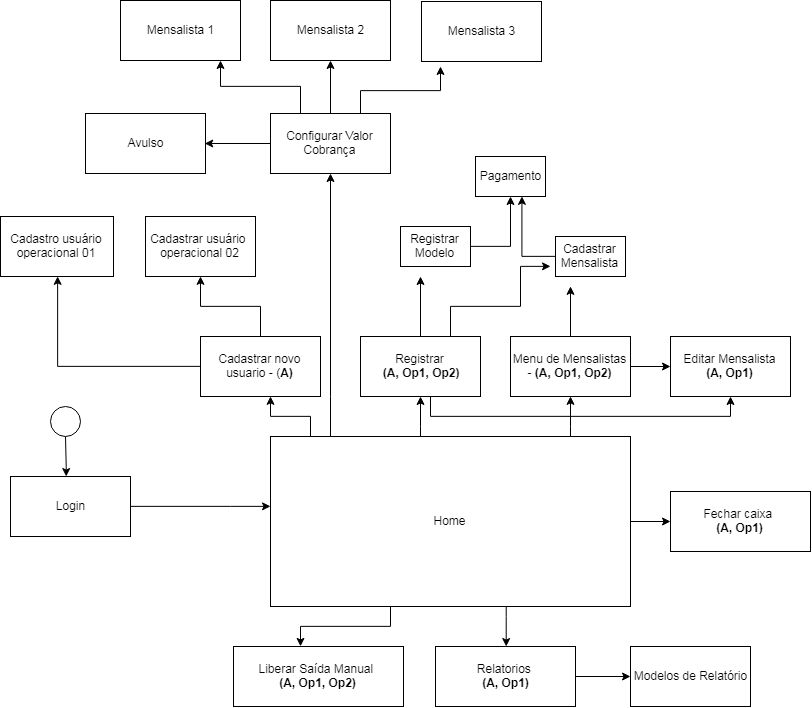 Mensalista 1
Mensalista 2
Mensalista 3
Avulso
Configurar Valor
Cobrança
Pagamento
Cadastro usuário
operacional 01
Cadastrar usuário
operacional 02
Registrar
Modelo
Cadastrar
Mensalista
Cadastrar novo
usuario - (A)
Registrar
(A, Op1, Op2)
Menu de Mensalistas
- (A, Op1, Op2)
Editar Mensalista
(A, Op1)
Login
Home
Fechar caixa
(A, Op1)
Liberar Saída Manual
(A, Op1, Op2)
Relatorios
(A, Op1)
Modelos de Relatório